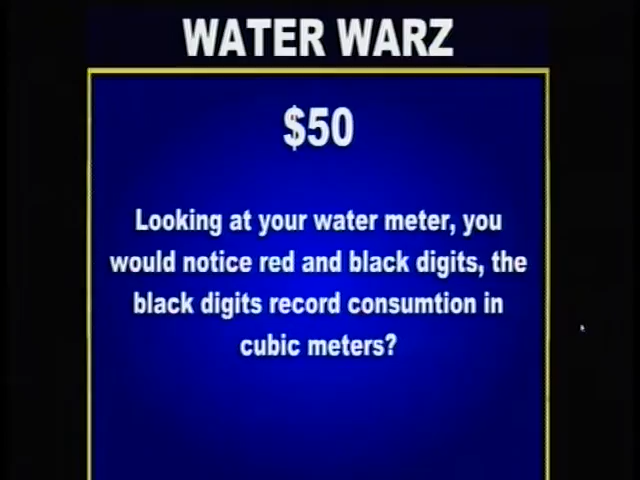 WATER WARZ
$50
Looking at your water meter, you
would notice red and black digits, the
black digits record consumtion in
cubic meters?